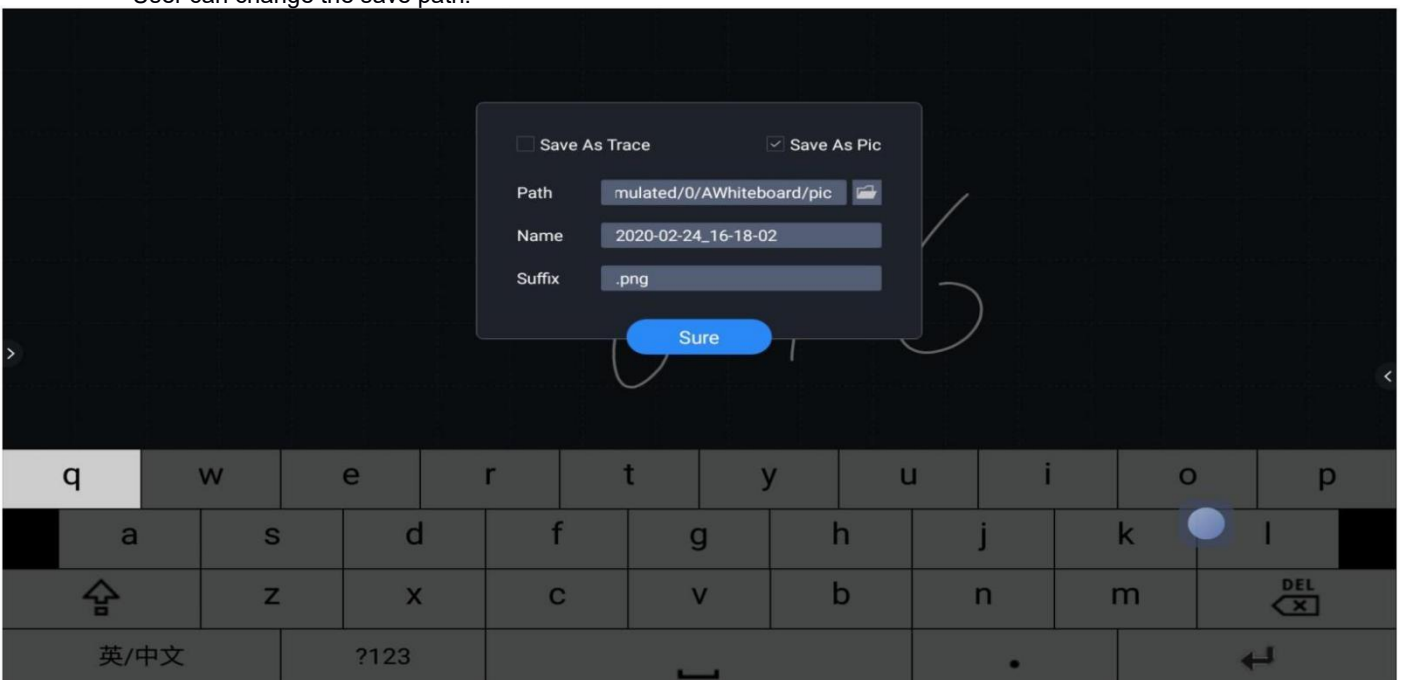 User can change the save path.
Save As Trace
Save As Pic
Path
mulated/0/AWhiteboard/pic
Name
2020-02-24_16-18-02
Suffix
.png
Sure
q w e r t y u i o p
a s d f g h j k l
z x c v b n m DEL
英/中文 ?123 .